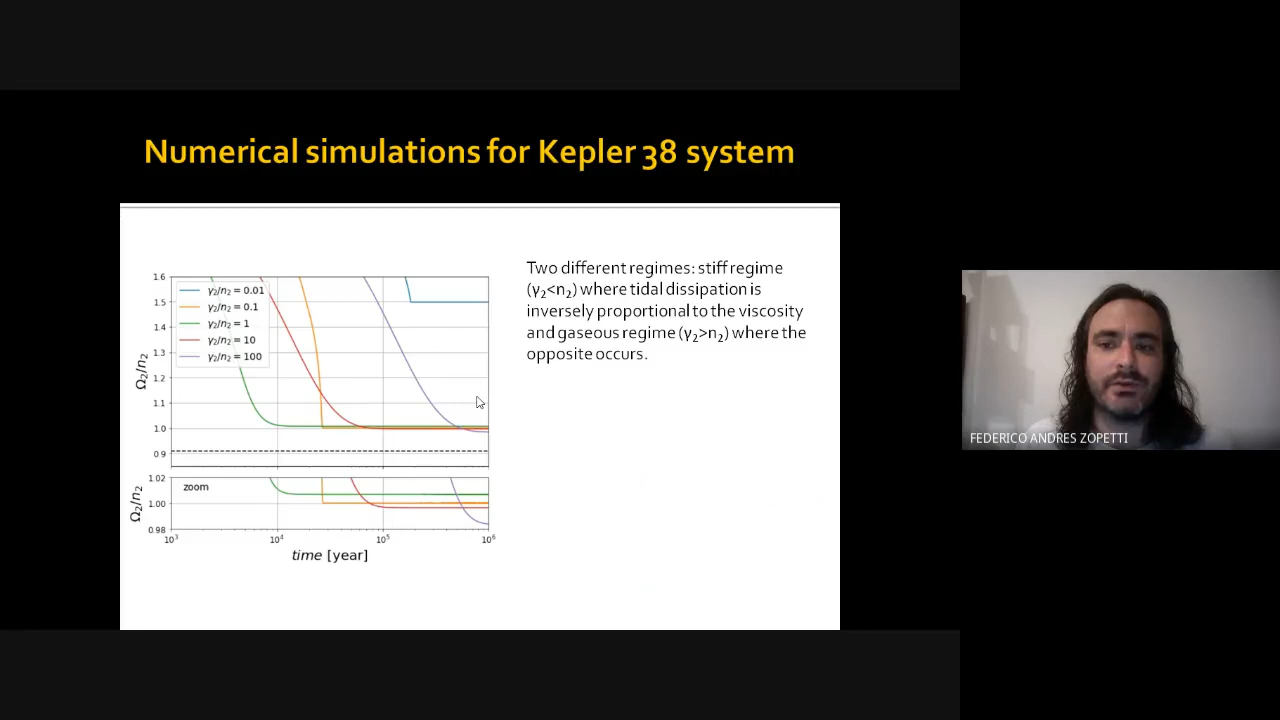 Numerical simulations for Kepler 38 system
Two different regimes: stiff regime
(γ₂<n₂) where tidal dissipation is
inversely proportional to the viscosity
and gaseous regime (γ₂>n₂) where the
opposite occurs.
1.6
1.5
1.4
1.3
1.2
1.1
1.0
0.9
Ω₂/n₂
γ₂/n₂ = 0.01
γ₂/n₂ = 0.1
γ₂/n₂ = 1
γ₂/n₂ = 10
γ₂/n₂ = 100
1.02
1.00
0.98
Ω₂/n₂
zoom
10³ 10⁴ 10⁵ 10⁶
time [year]
FEDERICO ANDRES ZOPETTI